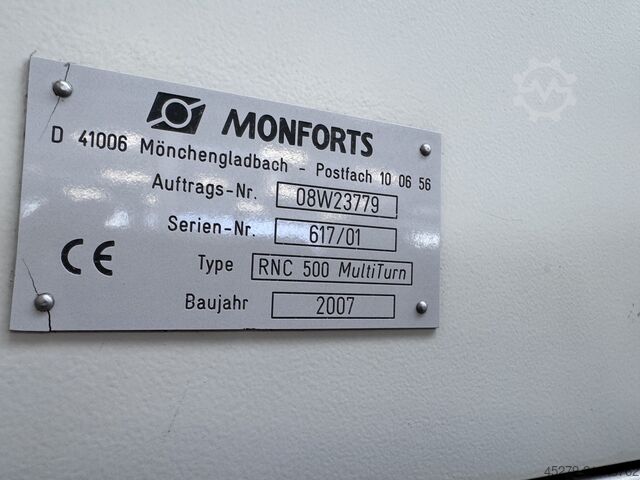 MONFORTS
D 41006 Mönchengladbach - Postfach 10 06 56
Auftrags-Nr. 08W23779
Serien-Nr. 617/01
Type RNC 500 MultiTurn
Baujahr 2007
CE